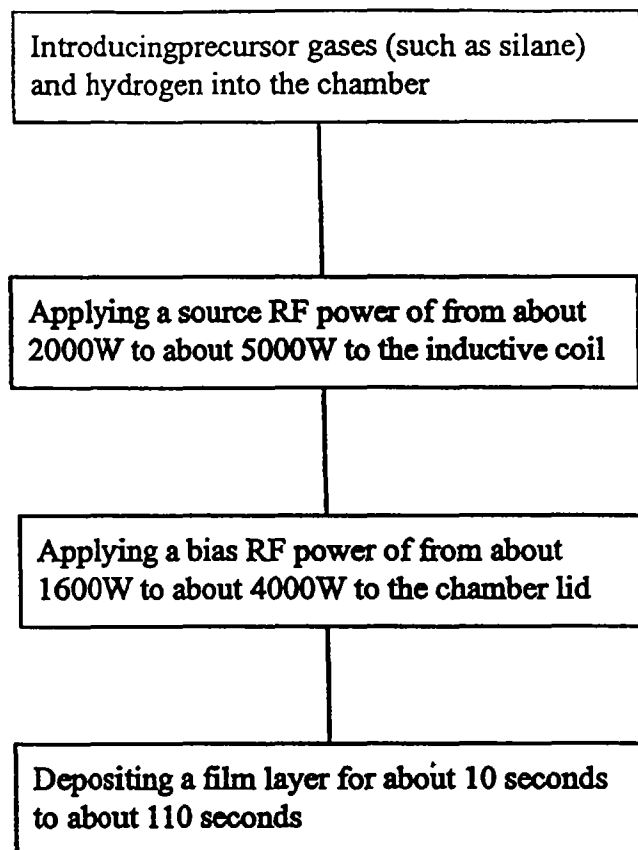 Introducingprecursor gases (such as silane)
and hydrogen into the chamber
Applying a source RF power of from about
2000W to about 5000W to the inductive coil
Applying a bias RF power of from about
1600W to about 4000W to the chamber lid
Depositing a film layer for about 10 seconds
to about 110 seconds